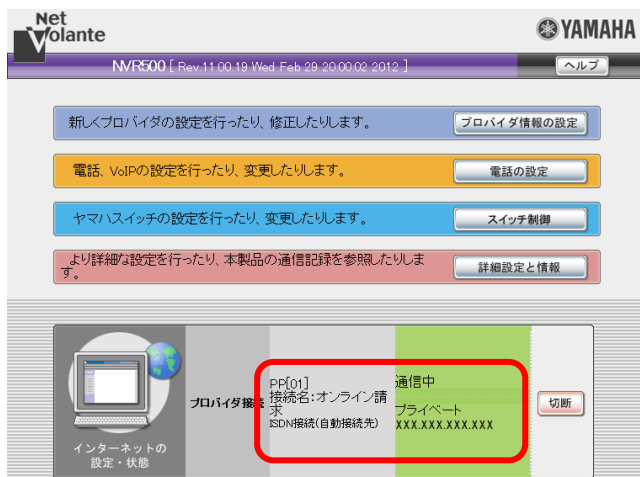 Net
Volante
YAMAHA
NVR500 [ Rev.11.00.19 Wed Feb 29 20:00:02 2012 ]
ヘルプ
新しくプロバイダの設定を行ったり、修正したりします。
プロバイダ情報の設定
電話、VoIPの設定を行ったり、変更したりします。
電話の設定
ヤマハスイッチの設定を行ったり、変更したりします。
スイッチ制御
より詳細な設定を行ったり、本製品の通信記録を参照したりしま
す。
詳細設定と情報
インターネットの
設定・状態
プロバイダ接続
PP[01]
接続名:オンライン請
求
ISDN接続(自動接続先)
通信中
プライベート
XXX.XXX.XXX.XXX
切断